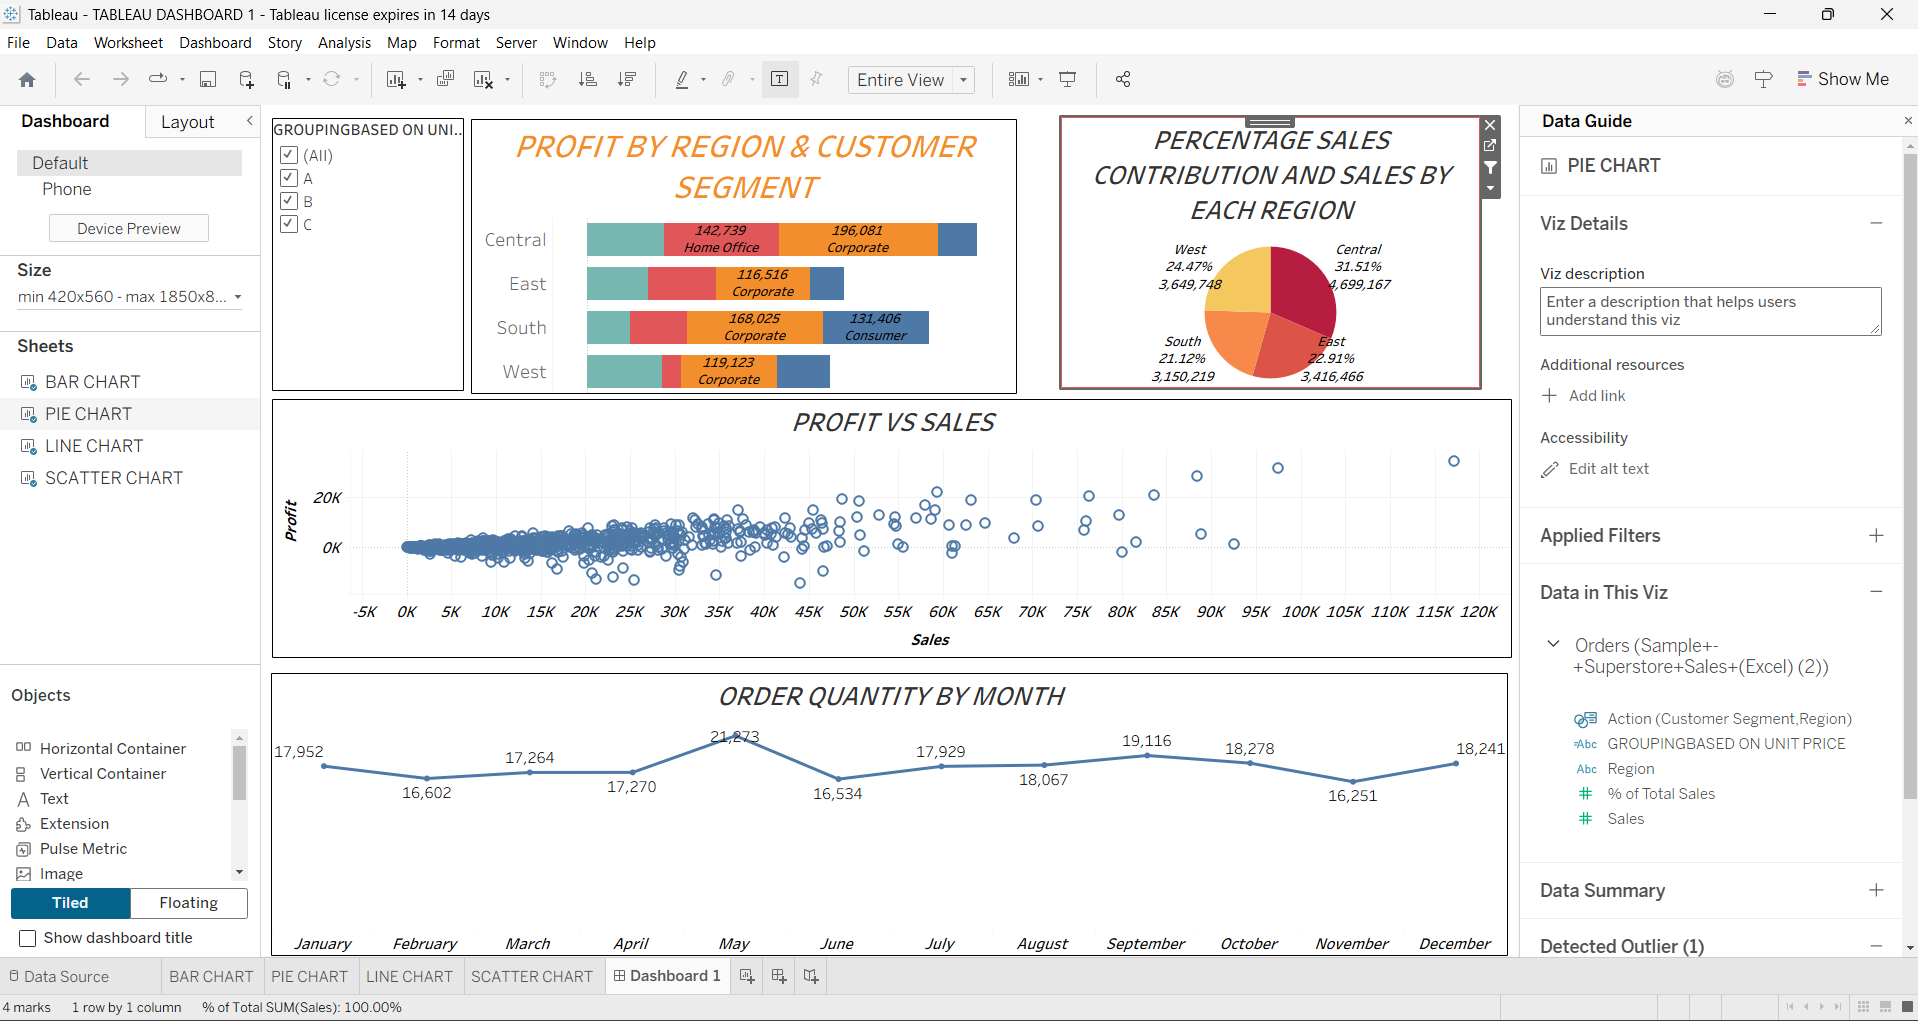 Tableau - TABLEAU DASHBOARD 1 - Tableau license expires in 14 days
File Data Worksheet Dashboard Story Analysis Map Format Server Window Help
Entire View
Show Me
Dashboard Layout
Default
Phone
Device Preview
Size
min 420x560 - max 1850x8...
Sheets
BAR CHART
PIE CHART
LINE CHART
SCATTER CHART
Objects
Horizontal Container
Vertical Container
Text
Extension
Pulse Metric
Image
Tiled Floating
Show dashboard title
GROUPINGBASED ON UNI..
(All)
A
B
C
PROFIT BY REGION & CUSTOMER
SEGMENT
Central
142,739
Home Office
196,081
Corporate
East
116,516
Corporate
South
168,025
Corporate
131,406
Consumer
West
119,123
Corporate
PERCENTAGE SALES
CONTRIBUTION AND SALES BY
EACH REGION
West
24.47%
3,649,748
Central
31.51%
4,699,167
South
21.12%
3,150,219
East
22.91%
3,416,466
PROFIT VS SALES
Profit
20K
0K
-5K 0K 5K 10K 15K 20K 25K 30K 35K 40K 45K 50K 55K 60K 65K 70K 75K 80K 85K 90K 95K 100K 105K 110K 115K 120K
Sales
ORDER QUANTITY BY MONTH
17,952 16,602 17,264 17,270 21,273 16,534 17,929 18,067 19,116 18,278 16,251 18,241
January February March April May June July August September October November December
Data Guide
PIE CHART
Viz Details
Viz description
Enter a description that helps users
understand this viz
Additional resources
Add link
Accessibility
Edit alt text
Applied Filters
Data in This Viz
Orders (Sample+-
+Superstore+Sales+(Excel) (2))
Action (Customer Segment,Region)
=Abc GROUPINGBASED ON UNIT PRICE
Abc Region
% of Total Sales
Sales
Data Summary
Detected Outlier (1)
Data Source BAR CHART PIE CHART LINE CHART SCATTER CHART Dashboard 1
4 marks 1 row by 1 column % of Total SUM(Sales): 100.00%